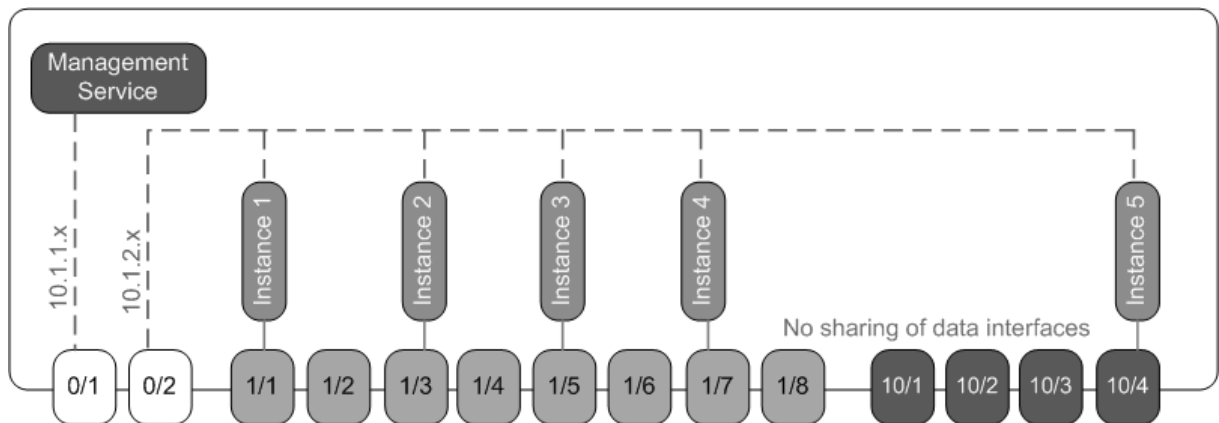 Management
Service
10.1.1.x
10.1.2.x
Instance 1
Instance 2
Instance 3
Instance 4
Instance 5
No sharing of data interfaces
0/1
0/2
1/1
1/2
1/3
1/4
1/5
1/6
1/7
1/8
10/1
10/2
10/3
10/4